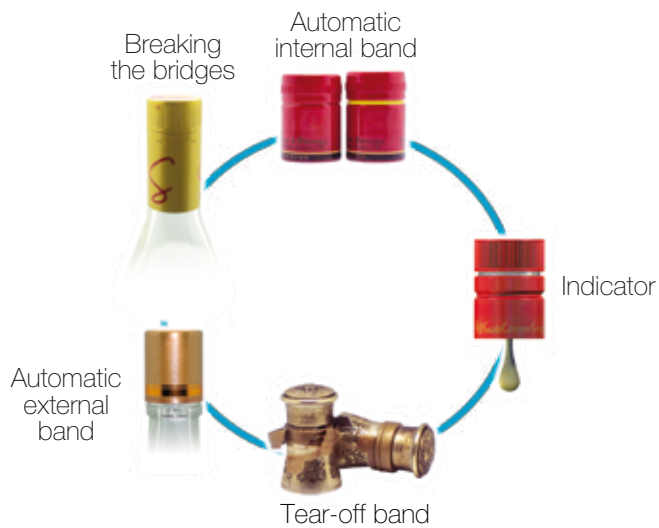 Automatic
internal band
Breaking
the bridges
Indicator
Automatic
external
band
Tear-off band